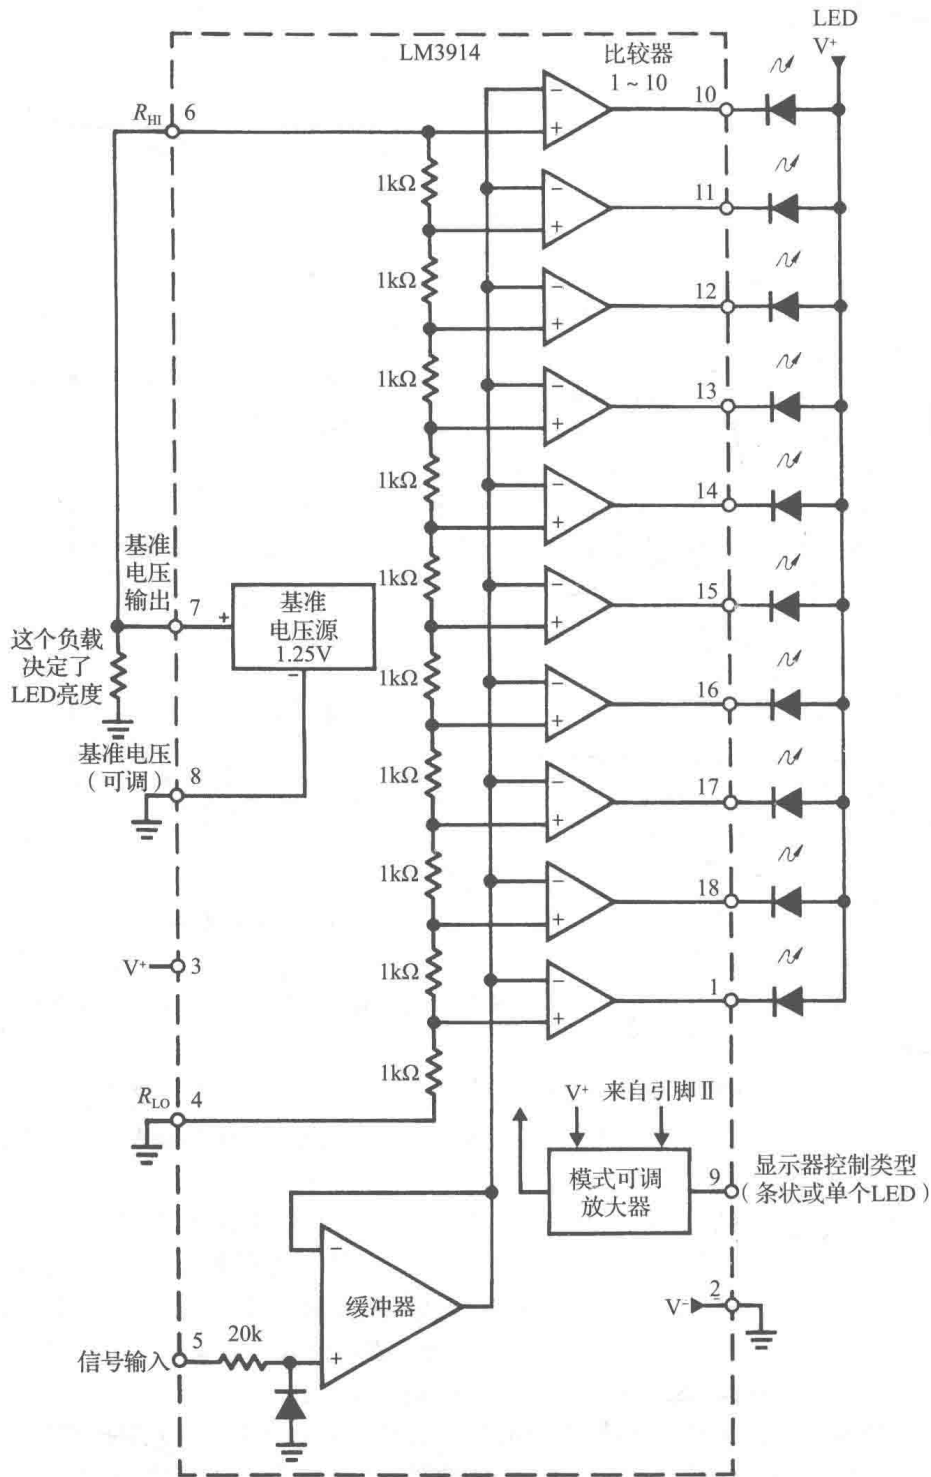 LED
V⁺
LM3914
比较器
1～10
R_HI
6
10
11
12
13
14
15
16
17
18
1
1kΩ
1kΩ
1kΩ
1kΩ
1kΩ
1kΩ
1kΩ
1kΩ
1kΩ
1kΩ
−
+
−
+
−
+
−
+
−
+
−
+
−
+
−
+
−
+
−
+
基准
电压
输出
7
+
基准
电压源
1.25V
−
这个负载
决定了
LED亮度
基准电压
（可调）
8
V⁺
3
R_LO
4
V⁺ 来自引脚Ⅱ
模式可调
放大器
9
显示器控制类型
（条状或单个LED）
−
缓冲器
+
V⁻
2
信号输入
5
20k